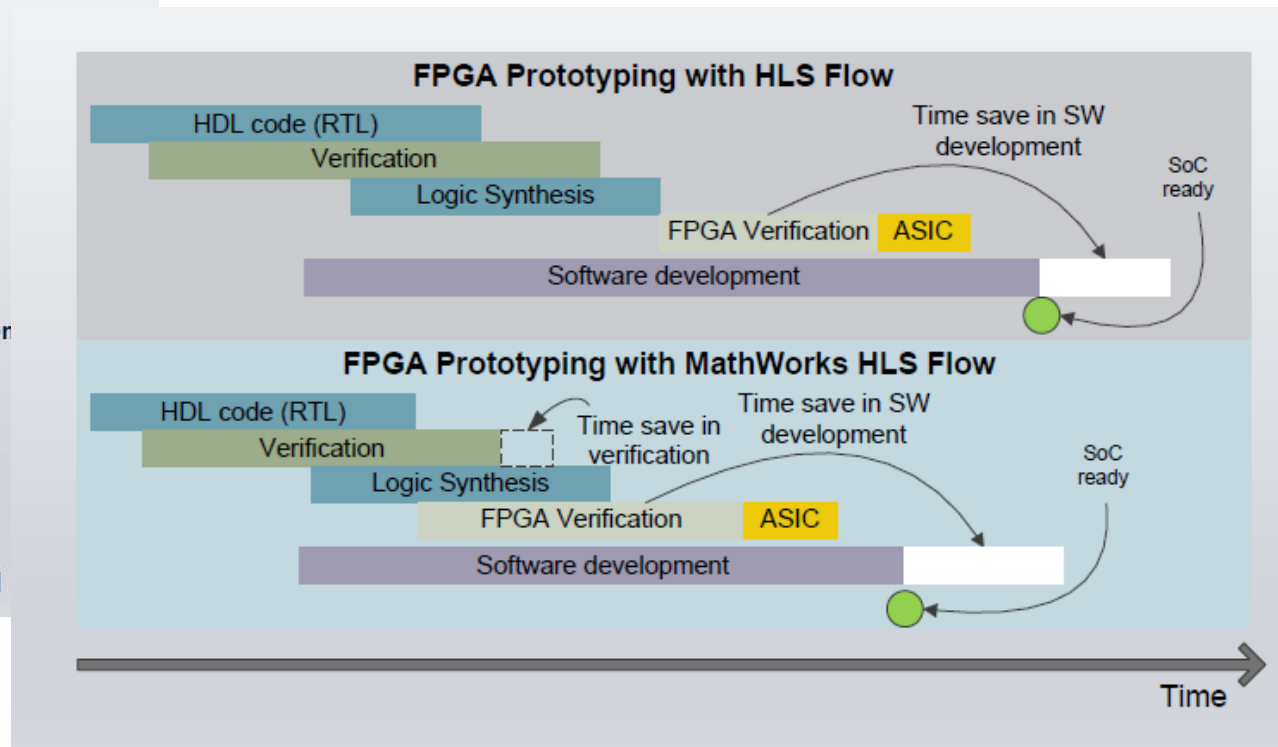 FPGA Prototyping with HLS Flow
HDL code (RTL)
Time save in SW
development
Verification
SoC
ready
Logic Synthesis
FPGA Verification
ASIC
Software development
FPGA Prototyping with MathWorks HLS Flow
HDL code (RTL)
Time save in
verification
Time save in SW
development
Verification
SoC
ready
Logic Synthesis
FPGA Verification
ASIC
Software development
Time